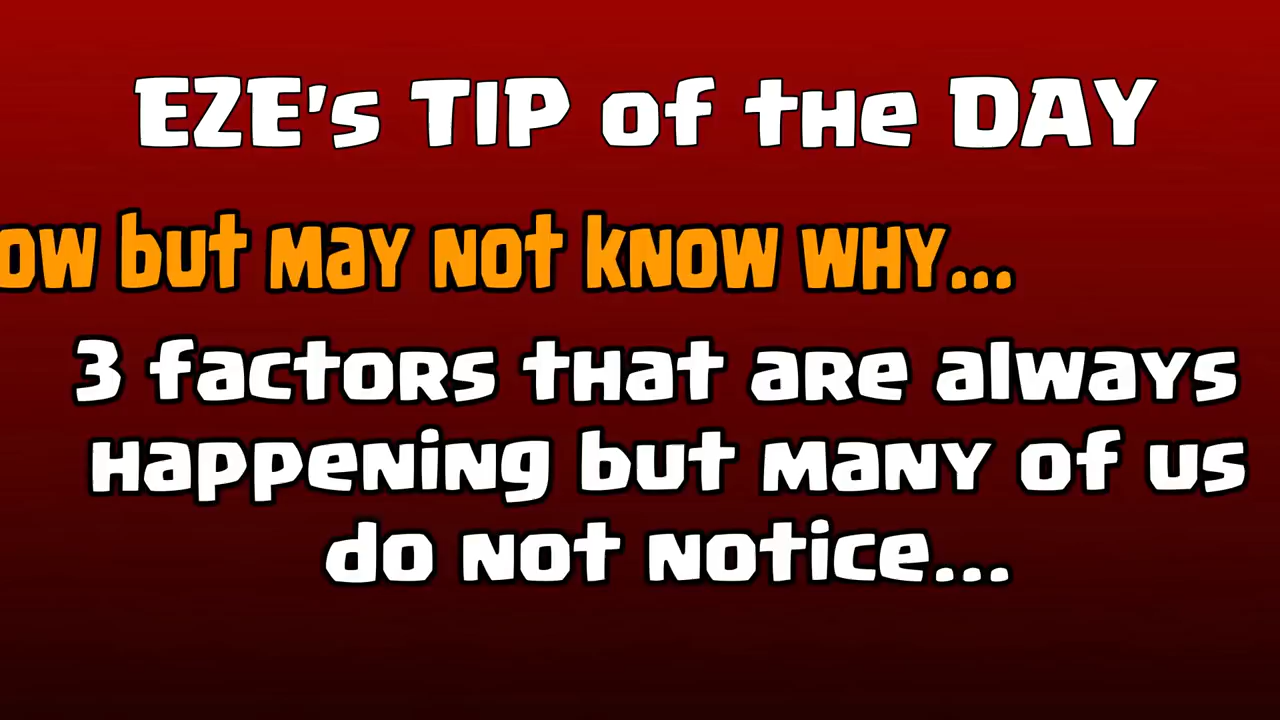 EZE's TIP of the DAY
but may not know why...
3 factors that are always
happening but many of us
do not notice...